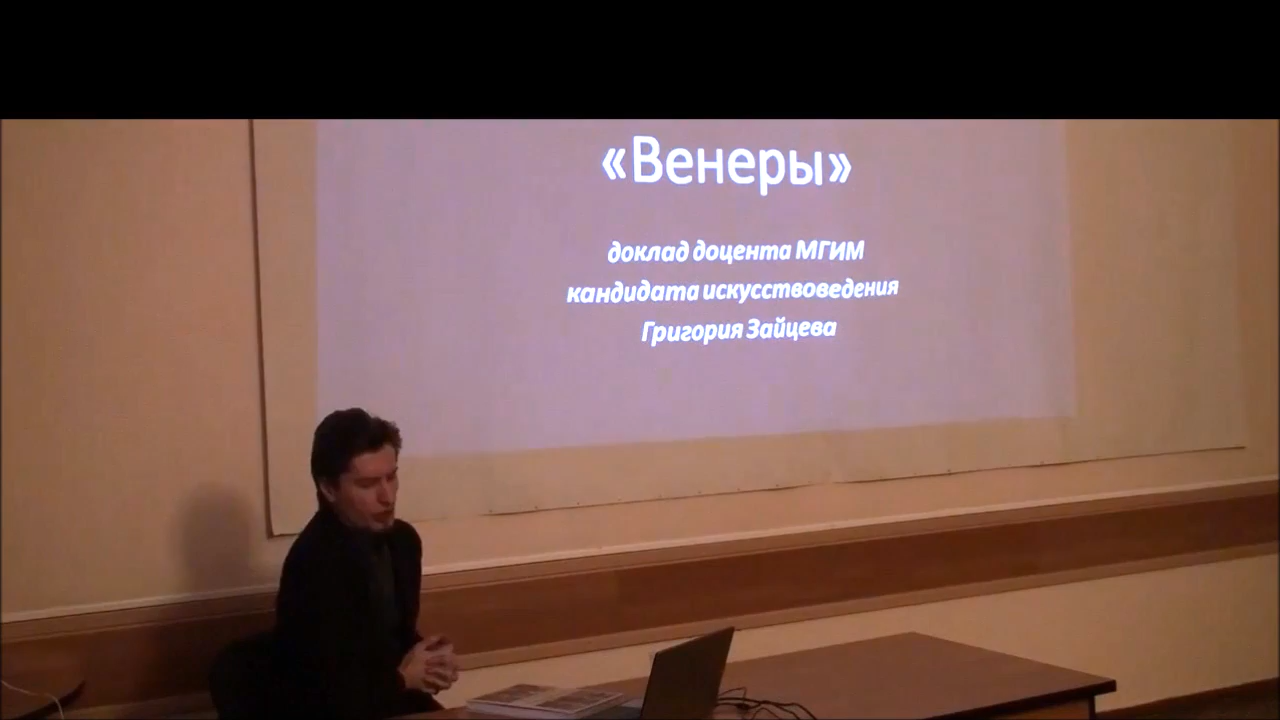 «Венеры»
доклад доцента МГИМ
кандидата искусствоведения
Григория Зайцева